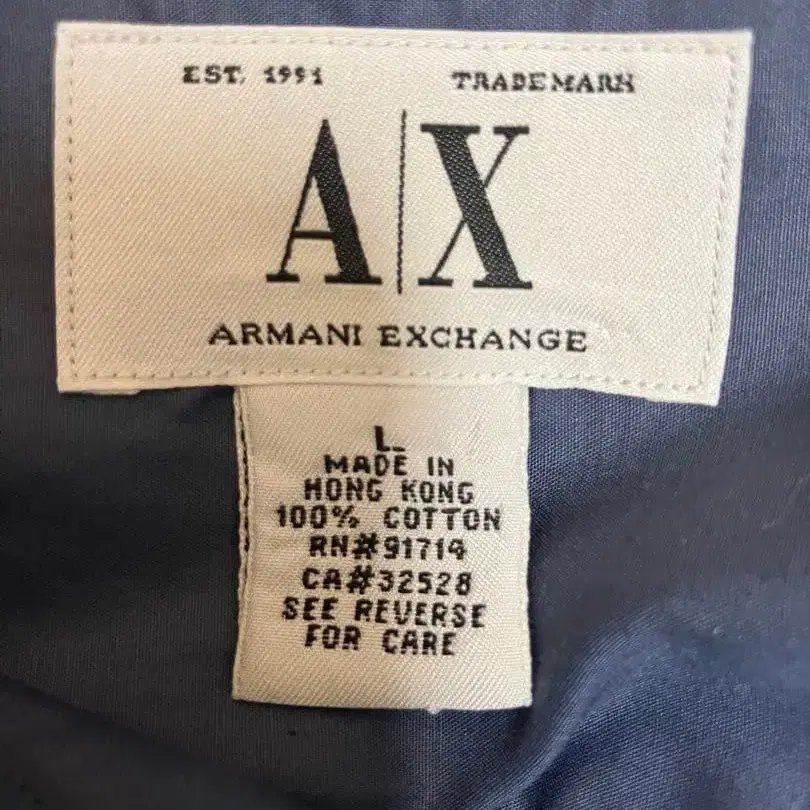 EST. 1991 TRADEMARK
A|X
ARMANI EXCHANGE
L
MADE IN
HONG KONG
100% COTTON
RN#91714
CA#32528
SEE REVERSE
FOR CARE